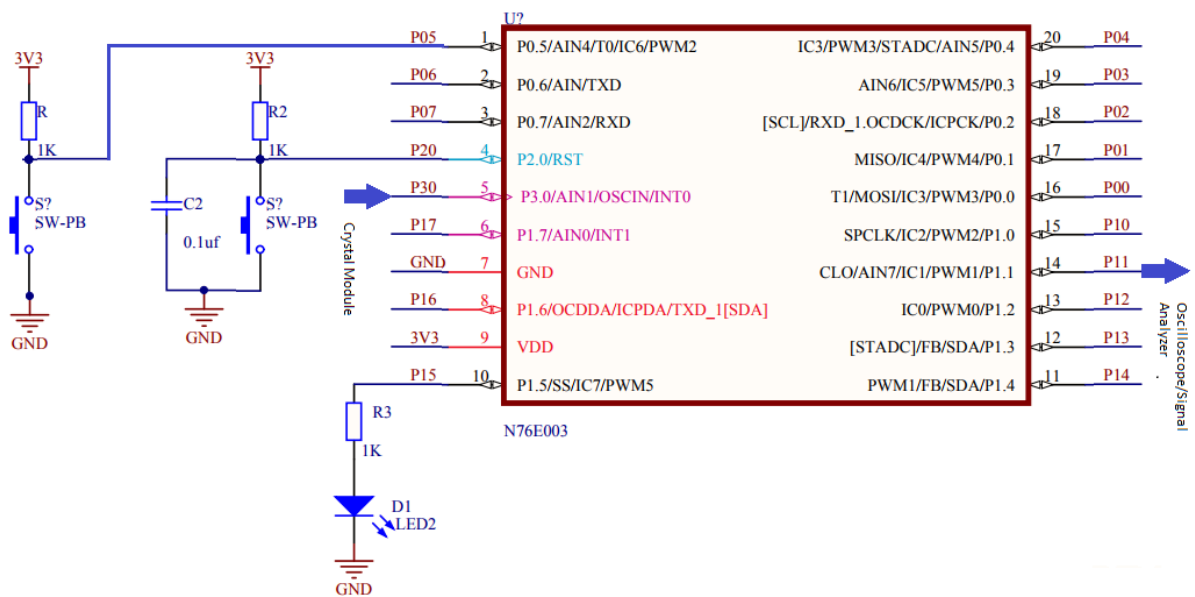 U?
3V3
R
1K
S?
SW-PB
GND
3V3
R2
1K
C2
0.1uf
S?
SW-PB
GND
Crystal Module
P05
1
P0.5/AIN4/T0/IC6/PWM2
P06
2
P0.6/AIN/TXD
P07
3
P0.7/AIN2/RXD
P20
4
P2.0/RST
P30
5
P3.0/AIN1/OSCIN/INT0
P17
6
P1.7/AIN0/INT1
GND
7
GND
P16
8
P1.6/OCDDA/ICPDA/TXD_1[SDA]
3V3
9
VDD
P15
10
P1.5/SS/IC7/PWM5
IC3/PWM3/STADC/AIN5/P0.4
20
P04
AIN6/IC5/PWM5/P0.3
19
P03
[SCL]/RXD_1.OCDCK/ICPCK/P0.2
18
P02
MISO/IC4/PWM4/P0.1
17
P01
T1/MOSI/IC3/PWM3/P0.0
16
P00
SPCLK/IC2/PWM2/P1.0
15
P10
CLO/AIN7/IC1/PWM1/P1.1
14
P11
IC0/PWM0/P1.2
13
P12
[STADC]/FB/SDA/P1.3
12
P13
PWM1/FB/SDA/P1.4
11
P14
Oscilloscope/Signal
Analyzer .
N76E003
R3
1K
D1
LED2
GND